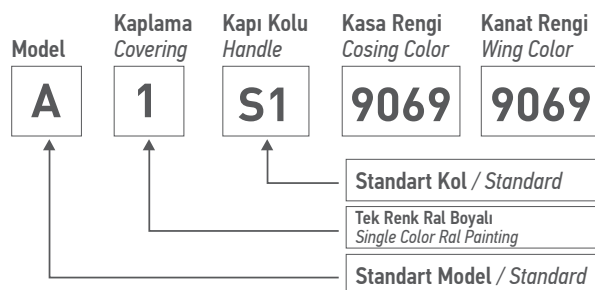 Model
Kaplama
Covering
Kapı Kolu
Handle
Kasa Rengi
Cosing Color
Kanat Rengi
Wing Color
A
1
S1
9069
9069
Standart Kol / Standard
Tek Renk Ral Boyalı
Single Color Ral Painting
Standart Model / Standard